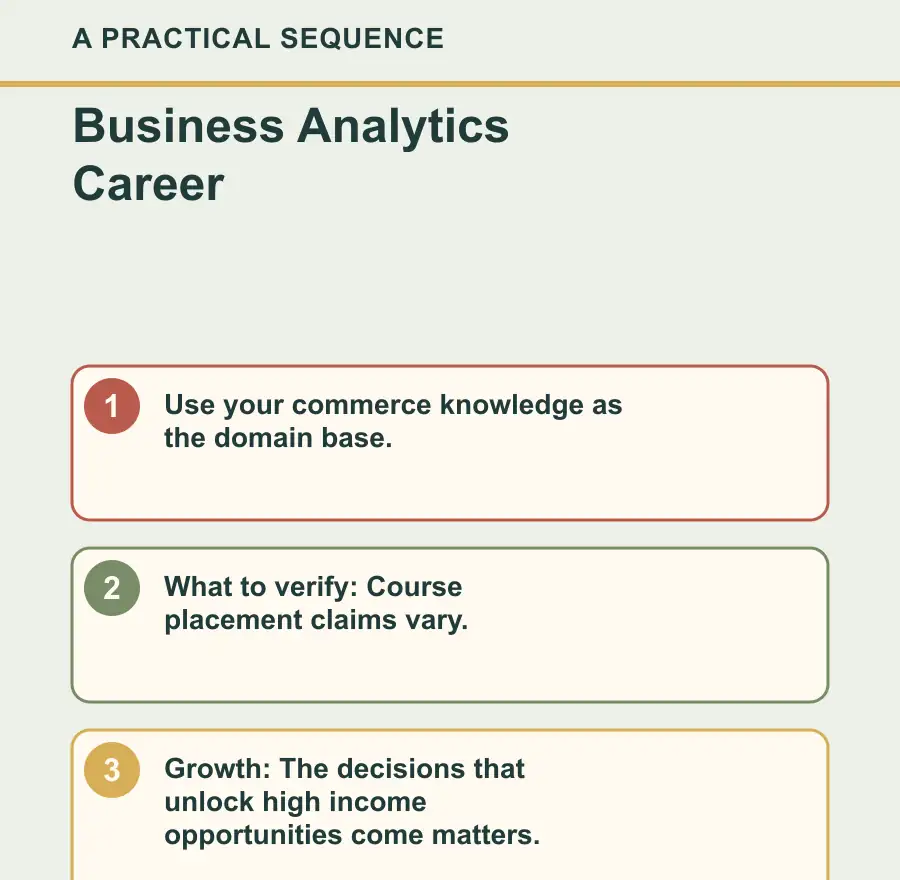 A PRACTICAL SEQUENCE
Business Analytics
Career
1
Use your commerce knowledge as
the domain base.
2
What to verify: Course
placement claims vary.
3
Growth: The decisions that
unlock high income
opportunities come matters.